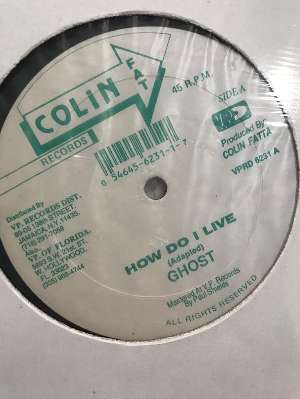 COLIN
FAT
RECORDS
45 R.P.M.
SIDE A
VP
Produced By
COLIN FATTA
VPRD 6231 A
0 54645-6231-1 7
Distributed By
VP RECORDS DIST.
JAMAICA, N.Y. 11435
Also
VP OF FLORIDA
W. HOLLYWOOD
HOW DO I LIVE
(Adapted)
GHOST
Mastered At V.P. Records
By Paul Shields
ALL RIGHTS RESERVED